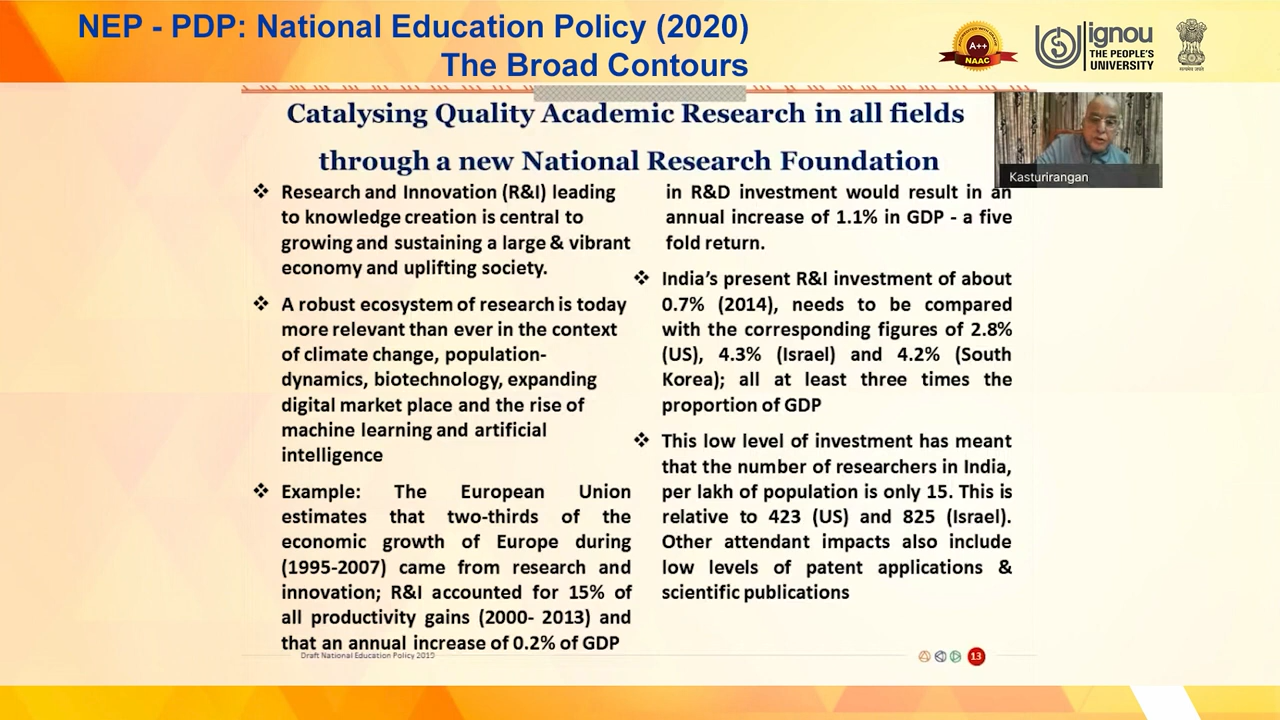 NEP - PDP: National Education Policy (2020)
The Broad Contours
A++
NAAC
ignou
THE PEOPLE'S
UNIVERSITY
Catalysing Quality Academic Research in all fields
through a new National Research Foundation
Kasturirangan
❖ Research and Innovation (R&I) leading
to knowledge creation is central to
growing and sustaining a large & vibrant
economy and uplifting society.
❖ A robust ecosystem of research is today
more relevant than ever in the context
of climate change, population-
dynamics, biotechnology, expanding
digital market place and the rise of
machine learning and artificial
intelligence
❖ Example: The European Union
estimates that two-thirds of the
economic growth of Europe during
(1995-2007) came from research and
innovation; R&I accounted for 15% of
all productivity gains (2000- 2013) and
that an annual increase of 0.2% of GDP
in R&D investment would result in an
annual increase of 1.1% in GDP - a five
fold return.
❖ India's present R&I investment of about
0.7% (2014), needs to be compared
with the corresponding figures of 2.8%
(US), 4.3% (Israel) and 4.2% (South
Korea); all at least three times the
proportion of GDP
❖ This low level of investment has meant
that the number of researchers in India,
per lakh of population is only 15. This is
relative to 423 (US) and 825 (Israel).
Other attendant impacts also include
low levels of patent applications &
scientific publications
Draft National Education Policy 2019
13